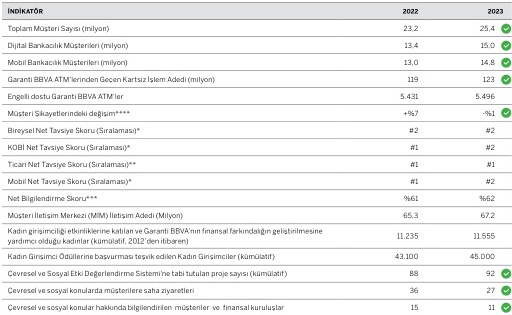 İNDİKATÖR 2022 2023
Toplam Müşteri Sayısı (milyon) 23,2 25,4
Dijital Bankacılık Müşterileri (milyon) 13,4 15,0
Mobil Bankacılık Müşterileri (milyon) 13,0 14,8
Garanti BBVA ATM'lerinden Geçen Kartsız İşlem Adedi (milyon) 119 123
Engelli dostu Garanti BBVA ATM'ler 5.431 5.496
Müşteri Şikayetlerindeki değişim**** +%7 -%1
Bireysel Net Tavsiye Skoru (Sıralaması)* #2 #2
KOBİ Net Tavsiye Skoru (Sıralaması)* #1 #2
Ticari Net Tavsiye Skoru (Sıralaması)** #1 #1
Mobil Net Tavsiye Skoru (Sıralaması)* #1 #2
Net Bilgilendirme Skoru*** %61 %62
Müşteri İletişim Merkezi (MİM) İletişim Adedi (Milyon) 65,3 67,2
Kadın girişimciliği etkinliklerine katılan ve Garanti BBVA'nın finansal farkındalığın geliştirilmesine
yardımcı olduğu kadınlar (kümülatif, 2012'den itibaren) 11.235 11.555
Kadın Girişimci Ödüllerine başvurması teşvik edilen Kadın Girişimciler (kümülatif) 43.100 45.000
Çevresel ve Sosyal Etki Değerlendirme Sistemi'ne tabi tutulan proje sayısı (kümülatif) 88 92
Çevresel ve sosyal konularda müşterilere saha ziyaretleri 36 27
Çevresel ve sosyal konular hakkında bilgilendirilen müşteriler ve finansal kuruluşlar 15 11